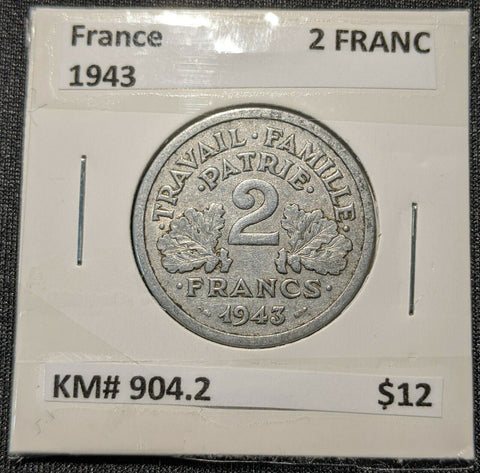 France 2 FRANC
1943
·TRAVAIL·FAMILLE·
·PATRIE·
2
·FRANCS·
1943
KM# 904.2 $12